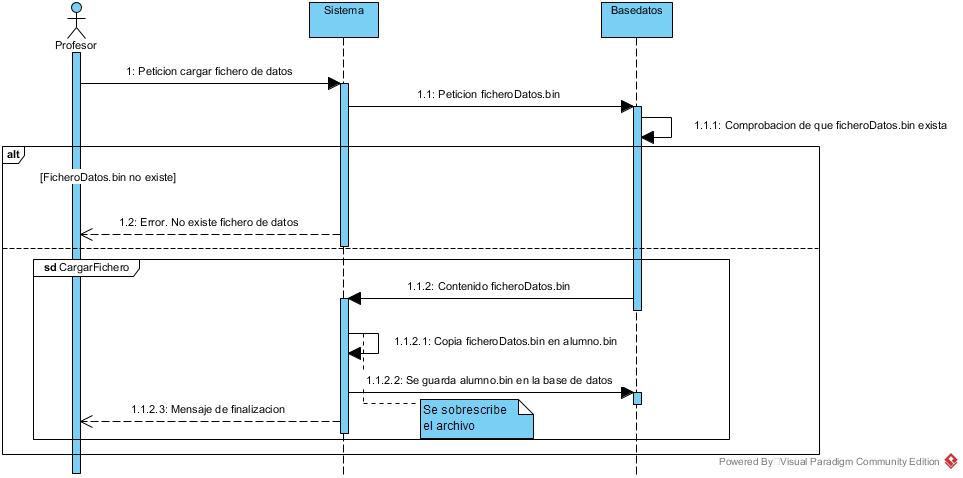 Sistema
Basedatos
Profesor
1: Peticion cargar fichero de datos
1.1: Peticion ficheroDatos.bin
1.1.1: Comprobacion de que ficheroDatos.bin exista
alt
[FicheroDatos.bin no existe]
1.2: Error. No existe fichero de datos
sd CargarFichero
1.1.2: Contenido ficheroDatos.bin
1.1.2.1: Copia ficheroDatos.bin en alumno.bin
1.1.2.2: Se guarda alumno.bin en la base de datos
1.1.2.3: Mensaje de finalizacion
Se sobrescribe
el archivo
Powered By Visual Paradigm Community Edition